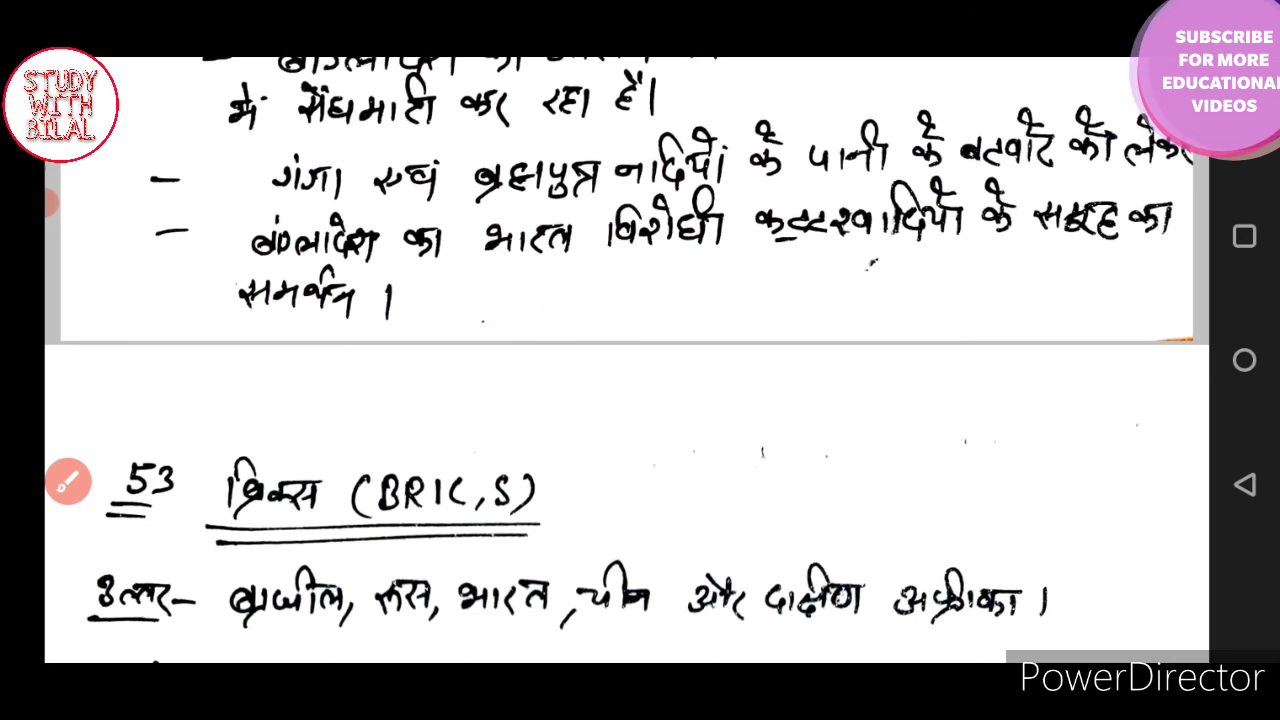 STUDY
WITH
BILAL
SUBSCRIBE
FOR MORE
EDUCATIONAL
VIDEOS
में सेंधमारी कर रहा हैं।
- गंगा एवं ब्रह्मपुत्र नदियों के पानी के बटवारे को लेकर
- बंग्लादेश का भारत विरोधी कट्टरवादियों के समूह का
समर्थन ।
53 ब्रिक्स (BRIC,S)
उत्तर- ब्राजील, रूस, भारत, चीन और दक्षिण अफ्रीका ।
PowerDirector